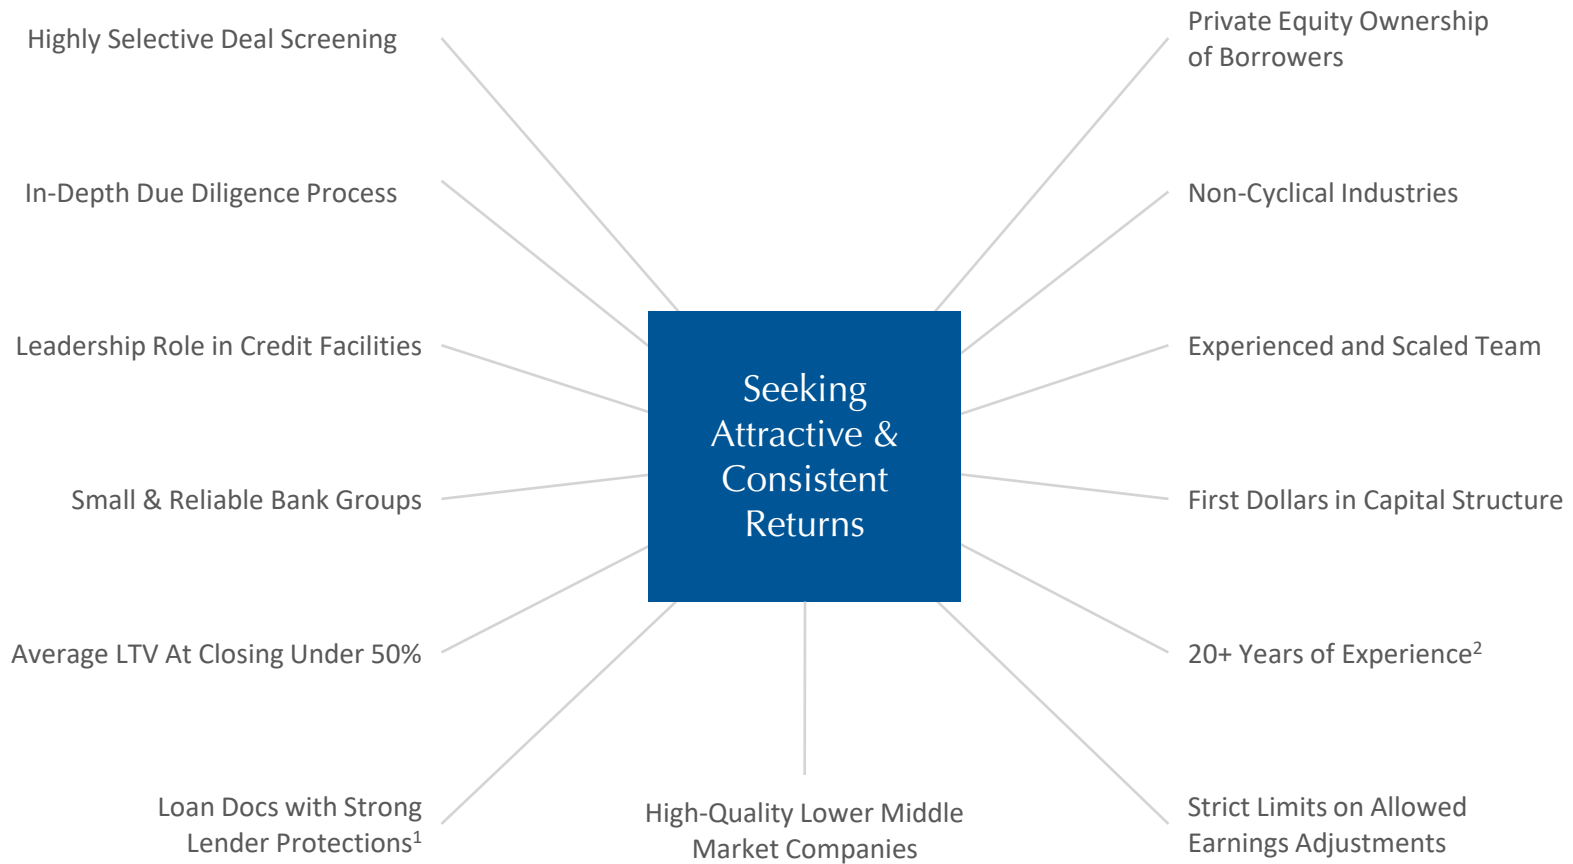 Highly Selective Deal Screening
In-Depth Due Diligence Process
Leadership Role in Credit Facilities
Small & Reliable Bank Groups
Average LTV At Closing Under 50%
Loan Docs with Strong
Lender Protections¹
Seeking
Attractive &
Consistent
Returns
High-Quality Lower Middle
Market Companies
Private Equity Ownership
of Borrowers
Non-Cyclical Industries
Experienced and Scaled Team
First Dollars in Capital Structure
20+ Years of Experience²
Strict Limits on Allowed
Earnings Adjustments